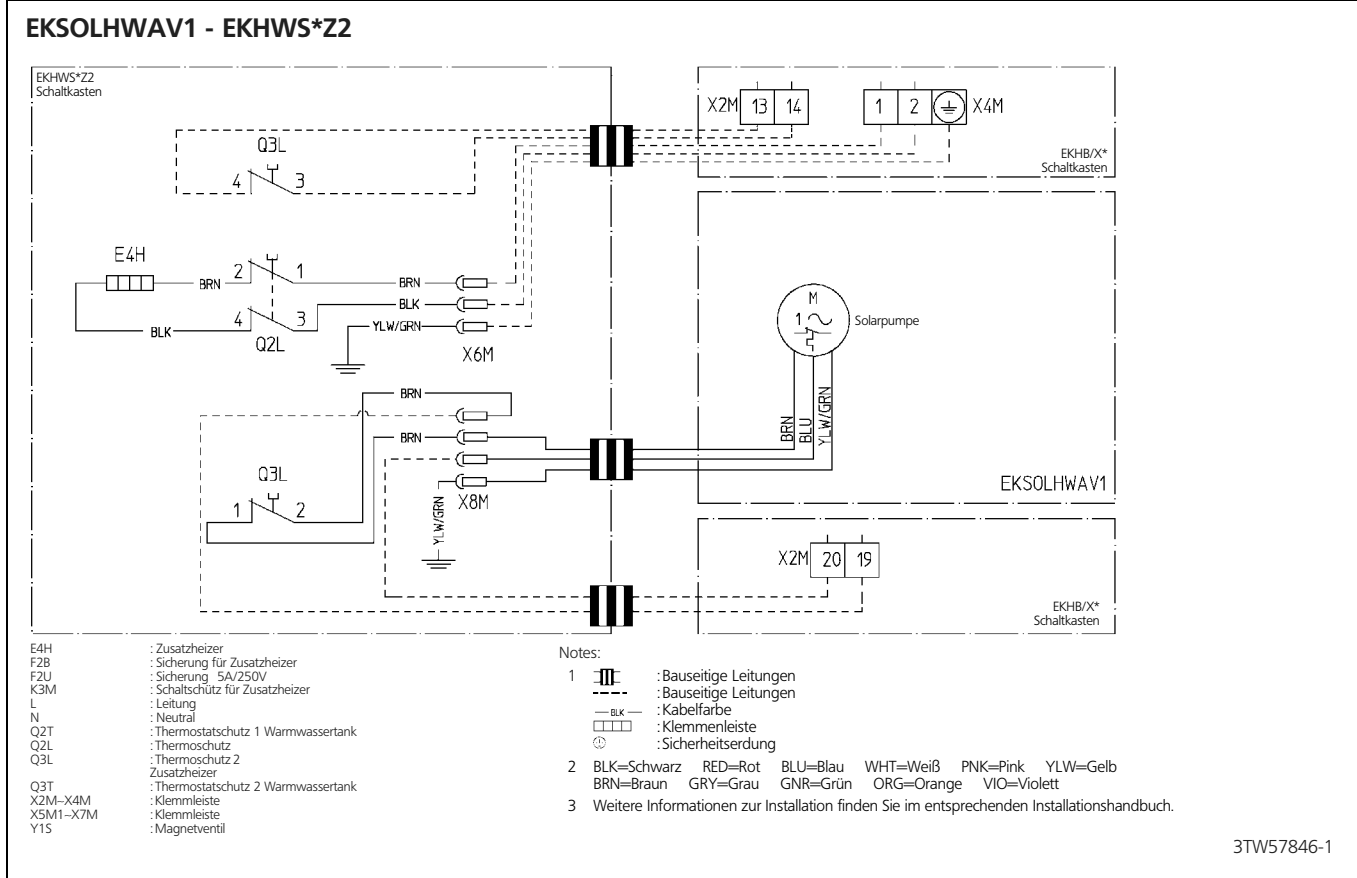 EKSOLHWAV1 - EKHWS*Z2
EKHWS*Z2
Schaltkasten
X2M 13 14
1 2 X4M
EKHB/X*
Schaltkasten
Q3L
4 3
E4H
BRN 2 1 BRN
BLK
BLK 4 3
Q2L
YLW/GRN
X6M
M
1
Solarpumpe
BRN
BLU
YLW/GRN
EKSOLHWAV1
BRN
BRN
Q3L
1 2
X8M
YLW/GRN
X2M 20 19
EKHB/X*
Schaltkasten
E4H : Zusatzheizer
F2B : Sicherung für Zusatzheizer
F2U : Sicherung 5A/250V
K3M : Schaltschütz für Zusatzheizer
L : Leitung
N : Neutral
Q2T : Thermostatschutz 1 Warmwassertank
Q2L : Thermoschutz
Q3L : Thermoschutz 2
Zusatzheizer
Q3T : Thermostatschutz 2 Warmwassertank
X2M~X4M : Klemmleiste
X5M1~X7M : Klemmleiste
Y1S : Magnetventil
Notes:
1 : Bauseitige Leitungen
: Bauseitige Leitungen
BLK : Kabelfarbe
: Klemmenleiste
: Sicherheitserdung
2 BLK=Schwarz RED=Rot BLU=Blau WHT=Weiß PNK=Pink YLW=Gelb
BRN=Braun GRY=Grau GNR=Grün ORG=Orange VIO=Violett
3 Weitere Informationen zur Installation finden Sie im entsprechenden Installationshandbuch.
3TW57846-1